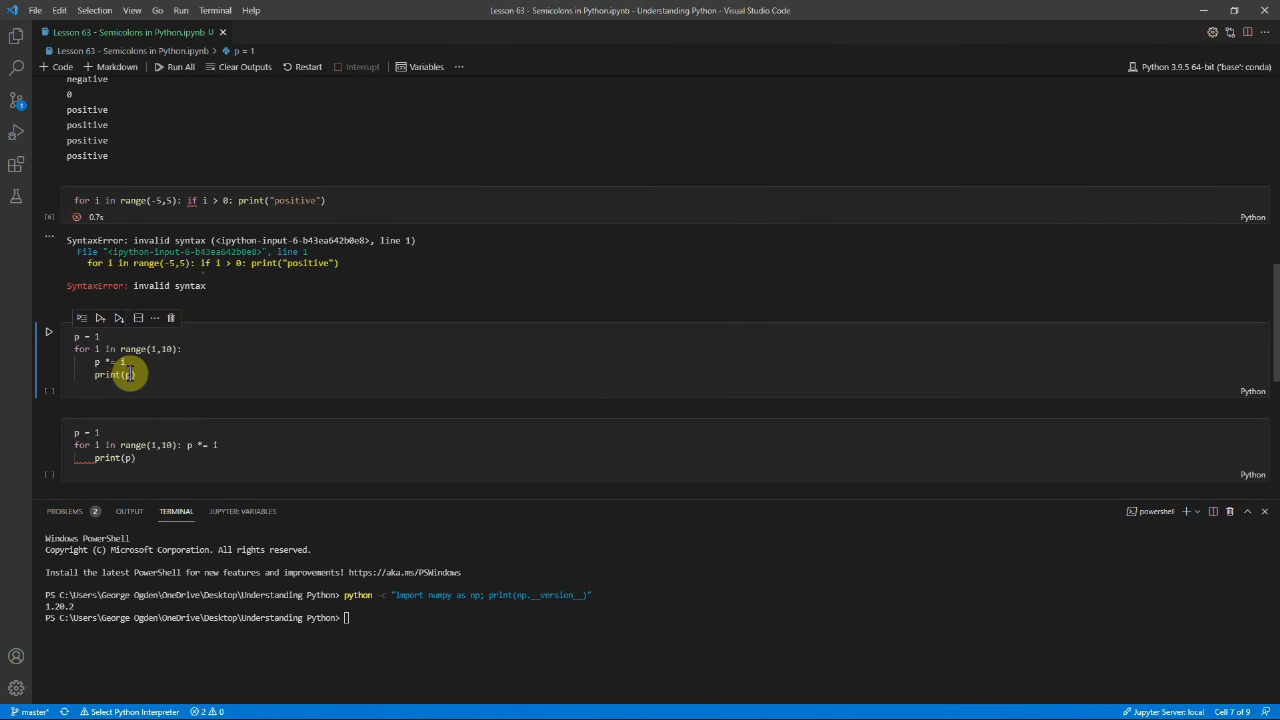 File Edit Selection View Go Run Terminal Help
Lesson 63 - Semicolons in Python.ipynb - Understanding Python - Visual Studio Code
Lesson 63 - Semicolons in Python.ipynb U
Lesson 63 - Semicolons in Python.ipynb > p = 1
+ Code + Markdown Run All Clear Outputs Restart Interrupt Variables ...
Python 3.9.5 64-bit ('base': conda)
negative
0
positive
positive
positive
positive
for i in range(-5,5): if i > 0: print("positive")
[6] 0.7s Python
SyntaxError: invalid syntax (<ipython-input-6-b43ea642b0e8>, line 1)
File "<ipython-input-6-b43ea642b0e8>", line 1
for i in range(-5,5): if i > 0: print("positive")
^
SyntaxError: invalid syntax
p = 1
for i in range(1,10):
p *= i
print(p)
[ ] Python
p = 1
for i in range(1,10): p *= i
print(p)
[ ] Python
PROBLEMS 2 OUTPUT TERMINAL JUPYTER: VARIABLES
powershell
Windows PowerShell
Copyright (C) Microsoft Corporation. All rights reserved.
Install the latest PowerShell for new features and improvements! https://aka.ms/PSWindows
PS C:\Users\George Ogden\OneDrive\Desktop\Understanding Python> python -c "import numpy as np; print(np.__version__)"
1.20.2
PS C:\Users\George Ogden\OneDrive\Desktop\Understanding Python>
1
master* Select Python Interpreter 2 0
Jupyter Server: local Cell 7 of 9